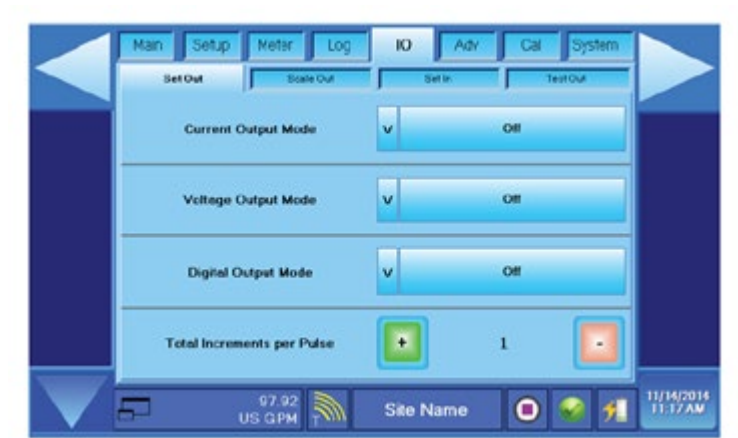 Main Setup Meter Log IO Adv Cal System
Set Out Scale Out Set In Test Out
Current Output Mode v Off
Voltage Output Mode v Off
Digital Output Mode v Off
Total Increments per Pulse + 1 -
97.92
US GPM T Site Name
11/14/2014
11:17 AM